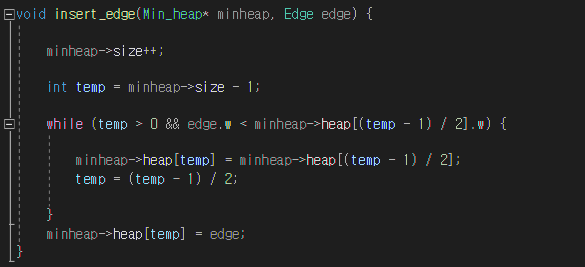 void insert_edge(Min_heap* minheap, Edge edge) {
minheap->size++;
int temp = minheap->size - 1;
while (temp > 0 && edge.w < minheap->heap[(temp - 1) / 2].w) {
minheap->heap[temp] = minheap->heap[(temp - 1) / 2];
temp = (temp - 1) / 2;
}
minheap->heap[temp] = edge;
}